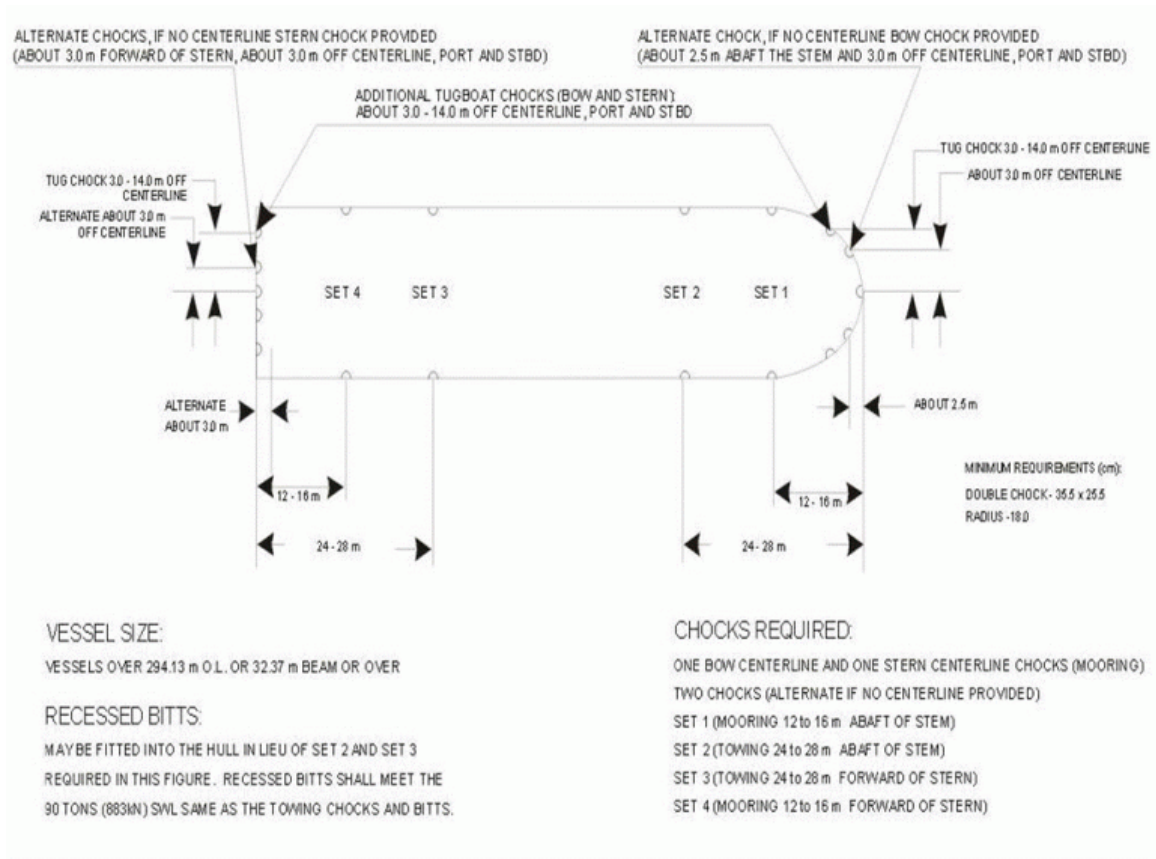 ALTERNATE CHOCKS, IF NO CENTERLINE STERN CHOCK PROVIDED
(ABOUT 3.0 m FORWARD OF STERN, ABOUT 3.0 m OFF CENTERLINE, PORT AND STBD)
ALTERNATE CHOCK, IF NO CENTERLINE BOW CHOCK PROVIDED
(ABOUT 2.5 m ABAFT THE STEM AND 3.0 m OFF CENTERLINE, PORT AND STBD)
ADDITIONAL TUGBOAT CHOCKS (BOW AND STERN):
ABOUT 3.0 - 14.0 m OFF CENTERLINE, PORT AND STBD
TUG CHOCK 3.0 - 14.0 m OFF
CENTERLINE
ALTERNATE ABOUT 3.0 m
OFF CENTERLINE
TUG CHOCK 3.0 - 14.0 m OFF CENTERLINE
ABOUT 3.0 m OFF CENTERLINE
SET 4
SET 3
SET 2
SET 1
ALTERNATE
ABOUT 3.0 m
ABOUT 2.5 m
12 - 16 m
12 - 16 m
24 - 28 m
24 - 28 m
MINIMUM REQUIREMENTS (cm):
DOUBLE CHOCK - 35.5 x 25.5
RADIUS -18.0
VESSEL SIZE:
VESSELS OVER 294.13 m O.L. OR 32.37 m BEAM OR OVER
RECESSED BITTS:
MAY BE FITTED INTO THE HULL IN LIEU OF SET 2 AND SET 3
REQUIRED IN THIS FIGURE. RECESSED BITTS SHALL MEET THE
90 TONS (883kN) SWL SAME AS THE TOWING CHOCKS AND BITTS.
CHOCKS REQUIRED:
ONE BOW CENTERLINE AND ONE STERN CENTERLINE CHOCKS (MOORING)
TWO CHOCKS (ALTERNATE IF NO CENTERLINE PROVIDED)
SET 1 (MOORING 12 to 16 m ABAFT OF STEM)
SET 2 (TOWING 24 to 28 m ABAFT OF STEM)
SET 3 (TOWING 24 to 28 m FORWARD OF STERN)
SET 4 (MOORING 12 to 16 m FORWARD OF STERN)